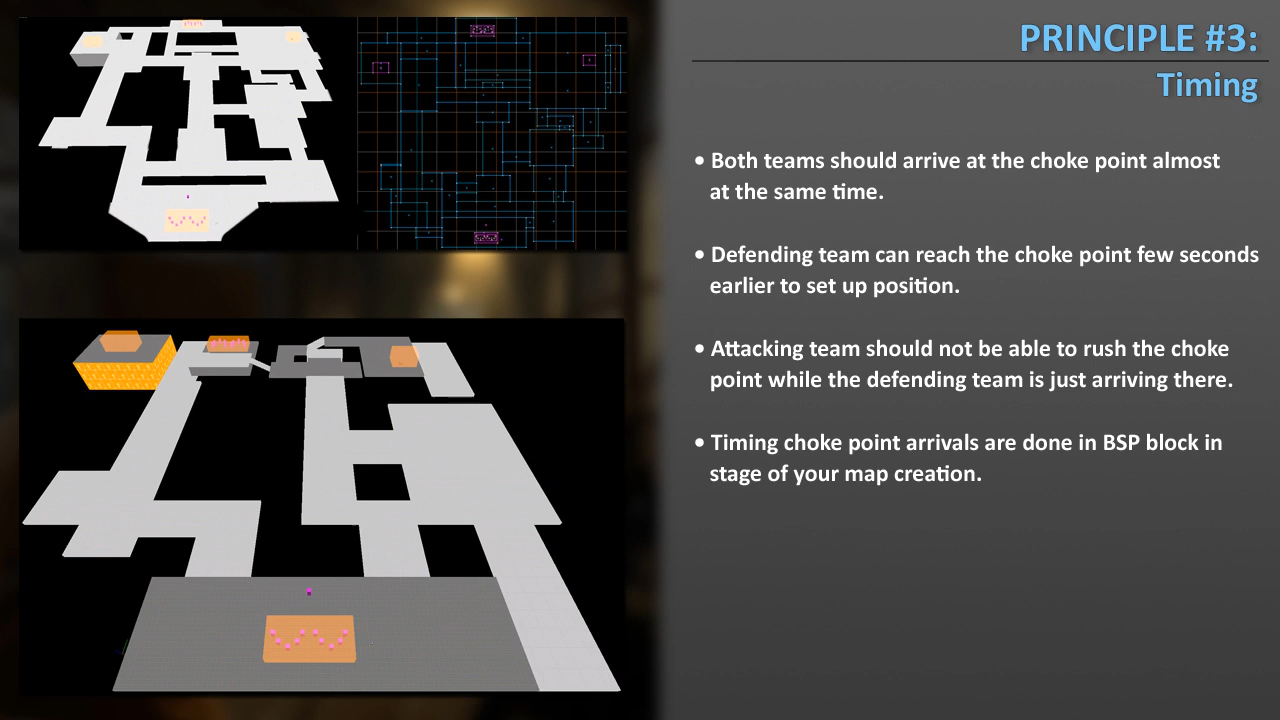 PRINCIPLE #3:
Timing
• Both teams should arrive at the choke point almost
at the same time.
• Defending team can reach the choke point few seconds
earlier to set up position.
• Attacking team should not be able to rush the choke
point while the defending team is just arriving there.
• Timing choke point arrivals are done in BSP block in
stage of your map creation.